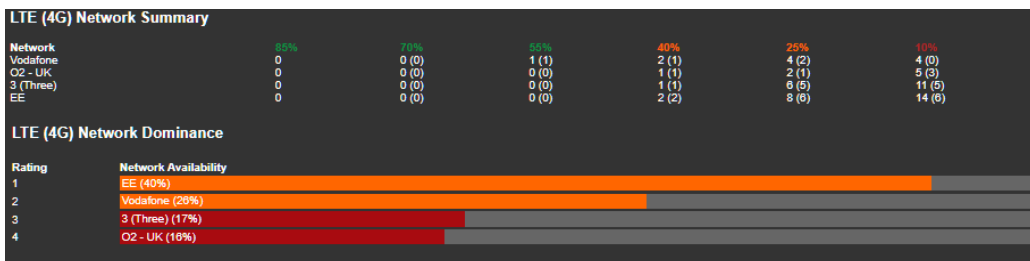 LTE (4G) Network Summary
Network 85% 70% 55% 40% 25% 10%
Vodafone 0 0 (0) 1 (1) 2 (1) 4 (2) 4 (0)
O2 - UK 0 0 (0) 0 (0) 1 (1) 2 (1) 5 (3)
3 (Three) 0 0 (0) 0 (0) 1 (1) 6 (5) 11 (5)
EE 0 0 (0) 0 (0) 2 (2) 8 (6) 14 (6)
LTE (4G) Network Dominance
Rating Network Availability
1 EE (40%)
2 Vodafone (26%)
3 3 (Three) (17%)
4 O2 - UK (16%)